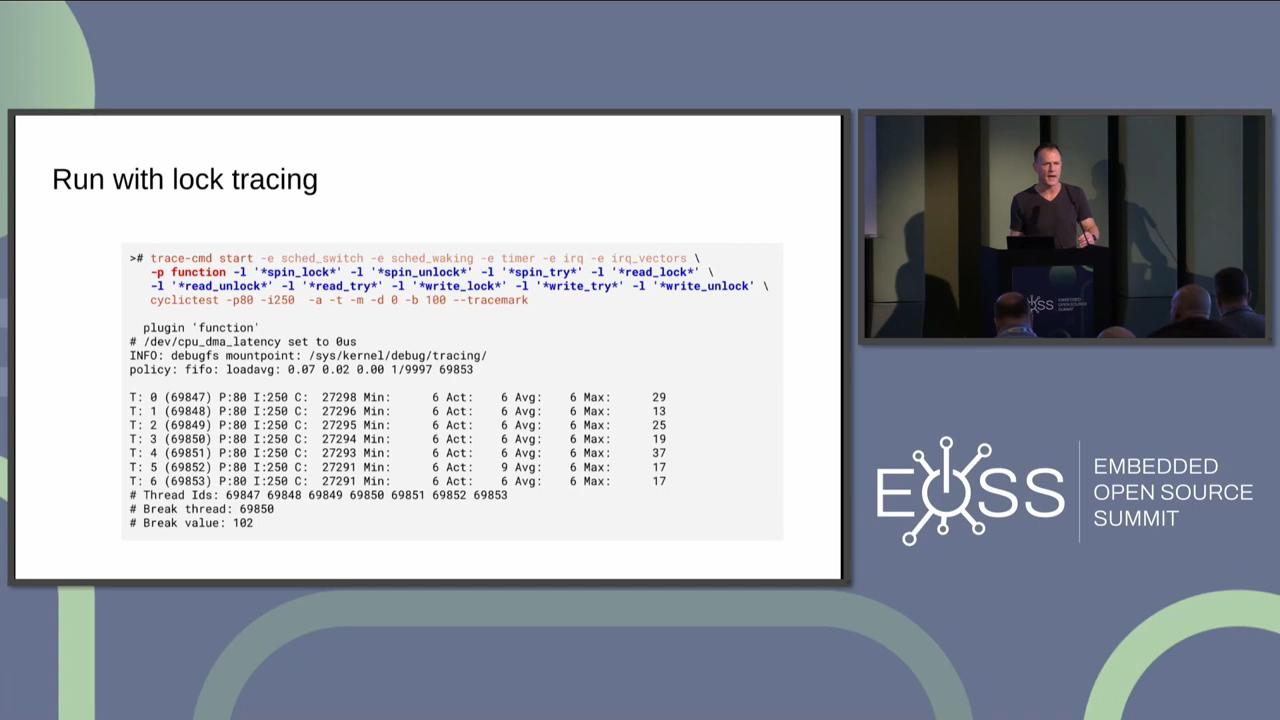 Run with lock tracing
># trace-cmd start -e sched_switch -e sched_waking -e timer -e irq -e irq_vectors \
-p function -l '*spin_lock*' -l '*spin_unlock*' -l '*spin_try*' -l '*read_lock*' \
-l '*read_unlock*' -l '*read_try*' -l '*write_lock*' -l '*write_try*' -l '*write_unlock' \
cyclictest -p80 -i250 -a -t -m -d 0 -b 100 --tracemark
plugin 'function'
# /dev/cpu_dma_latency set to 0us
INFO: debugfs mountpoint: /sys/kernel/debug/tracing/
policy: fifo: loadavg: 0.07 0.02 0.00 1/9997 69853
T: 0 (69847) P:80 I:250 C: 27298 Min: 6 Act: 6 Avg: 6 Max: 29
T: 1 (69848) P:80 I:250 C: 27296 Min: 6 Act: 6 Avg: 6 Max: 13
T: 2 (69849) P:80 I:250 C: 27295 Min: 6 Act: 6 Avg: 6 Max: 25
T: 3 (69850) P:80 I:250 C: 27294 Min: 6 Act: 6 Avg: 6 Max: 19
T: 4 (69851) P:80 I:250 C: 27293 Min: 6 Act: 6 Avg: 6 Max: 37
T: 5 (69852) P:80 I:250 C: 27291 Min: 6 Act: 9 Avg: 6 Max: 17
T: 6 (69853) P:80 I:250 C: 27291 Min: 6 Act: 6 Avg: 6 Max: 17
# Thread Ids: 69847 69848 69849 69850 69851 69852 69853
# Break thread: 69850
# Break value: 102
EOSS
EMBEDDED
OPEN SOURCE
SUMMIT
EOSS
EMBEDDED
OPEN SOURCE
SUMMIT